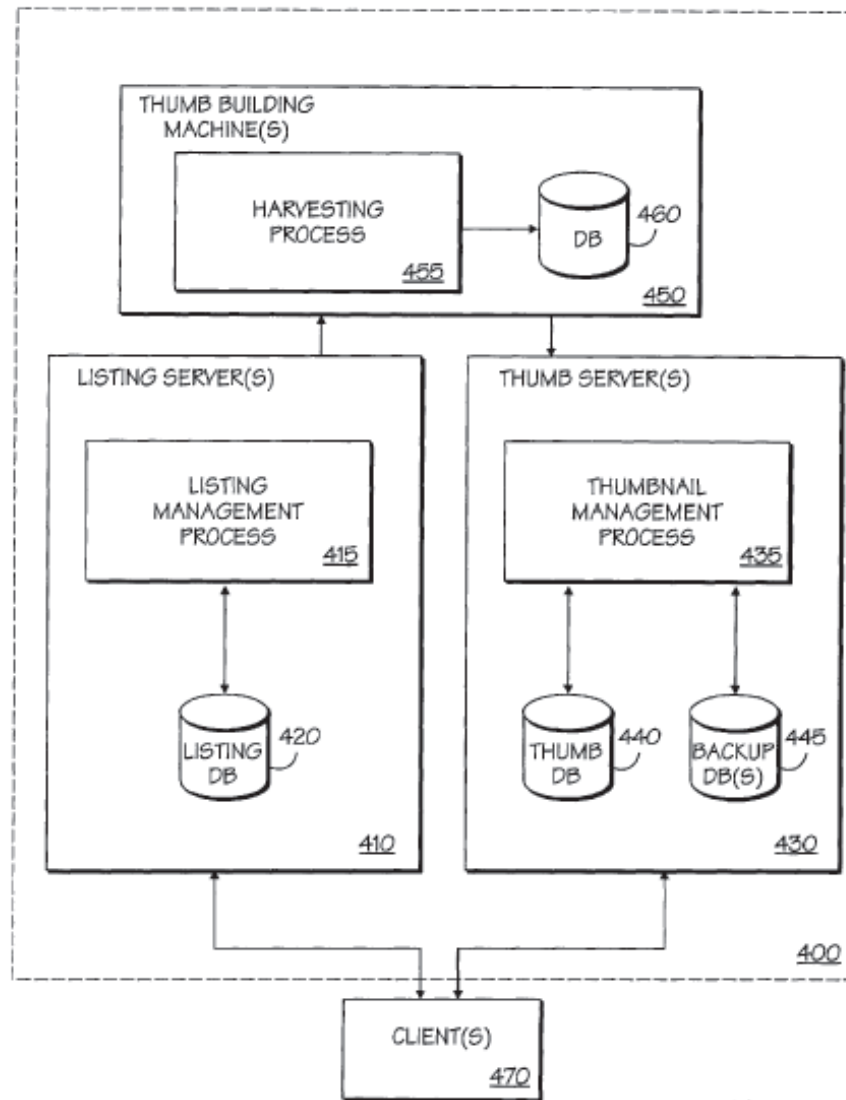 THUMB BUILDING
MACHINE(S)
HARVESTING
PROCESS
455
DB
460
450
LISTING SERVER(S)
LISTING
MANAGEMENT
PROCESS
415
LISTING
DB
420
410
THUMB SERVER(S)
THUMBNAIL
MANAGEMENT
PROCESS
435
THUMB
DB
440
BACKUP
DB(S)
445
430
400
CLIENT(S)
470